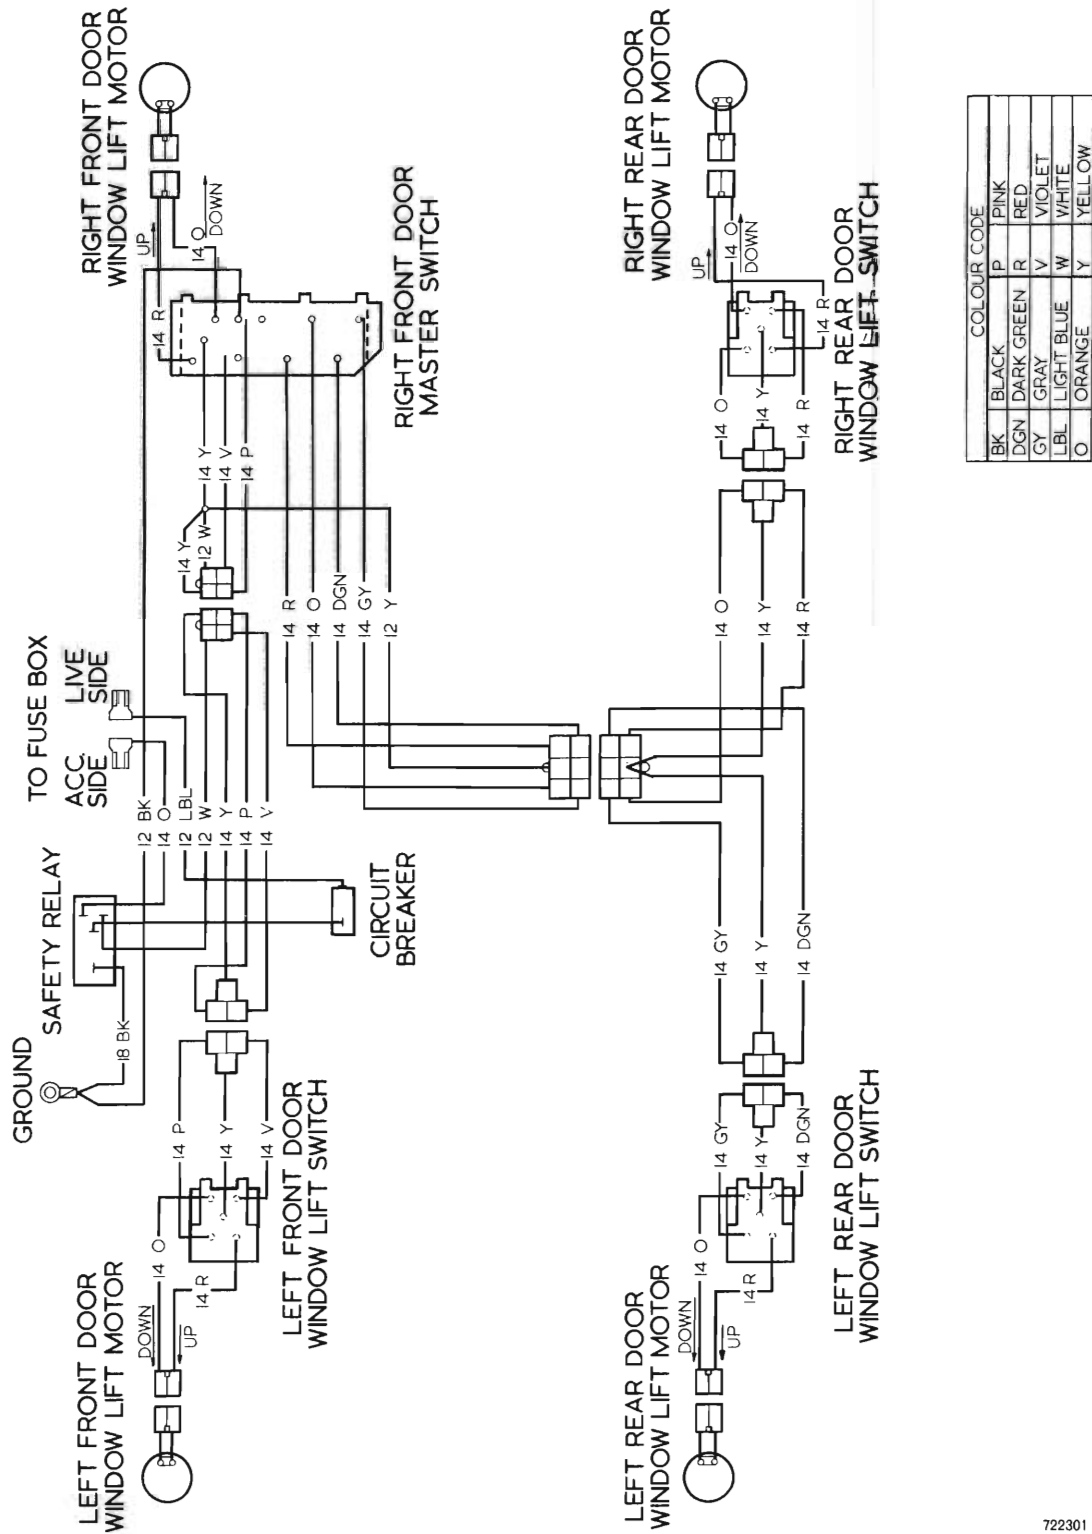 RIGHT FRONT DOOR
WINDOW LIFT MOTOR
UP
14 O
DOWN
14 R
RIGHT FRONT DOOR
MASTER SWITCH
14 Y
14 V
14 P
14 Y
12 W
14 R
14 O
14 DGN
14 GY
12 Y
TO FUSE BOX
ACC.
SIDE
LIVE
SIDE
12 BK
14 O
12 LBL
12 W
14 Y
14 P
14 V
SAFETY RELAY
CIRCUIT
BREAKER
GROUND
18 BK
14 P
14 Y
14 V
LEFT FRONT DOOR
WINDOW LIFT SWITCH
14 O
14 R
DOWN
UP
LEFT FRONT DOOR
WINDOW LIFT MOTOR
RIGHT REAR DOOR
WINDOW LIFT MOTOR
UP
14 O
DOWN
14 R
RIGHT REAR DOOR
WINDOW LIFT SWITCH
14 O
14 Y
14 R
14 O
14 Y
14 R
14 GY
14 Y
14 DGN
14 GY
14 Y
14 DGN
LEFT REAR DOOR
WINDOW LIFT SWITCH
14 O
14 R
DOWN
UP
LEFT REAR DOOR
WINDOW LIFT MOTOR
COLOUR CODE
BK BLACK P PINK
DGN DARK GREEN R RED
GY GRAY V VIOLET
LBL LIGHT BLUE W WHITE
O ORANGE Y YELLOW
722301